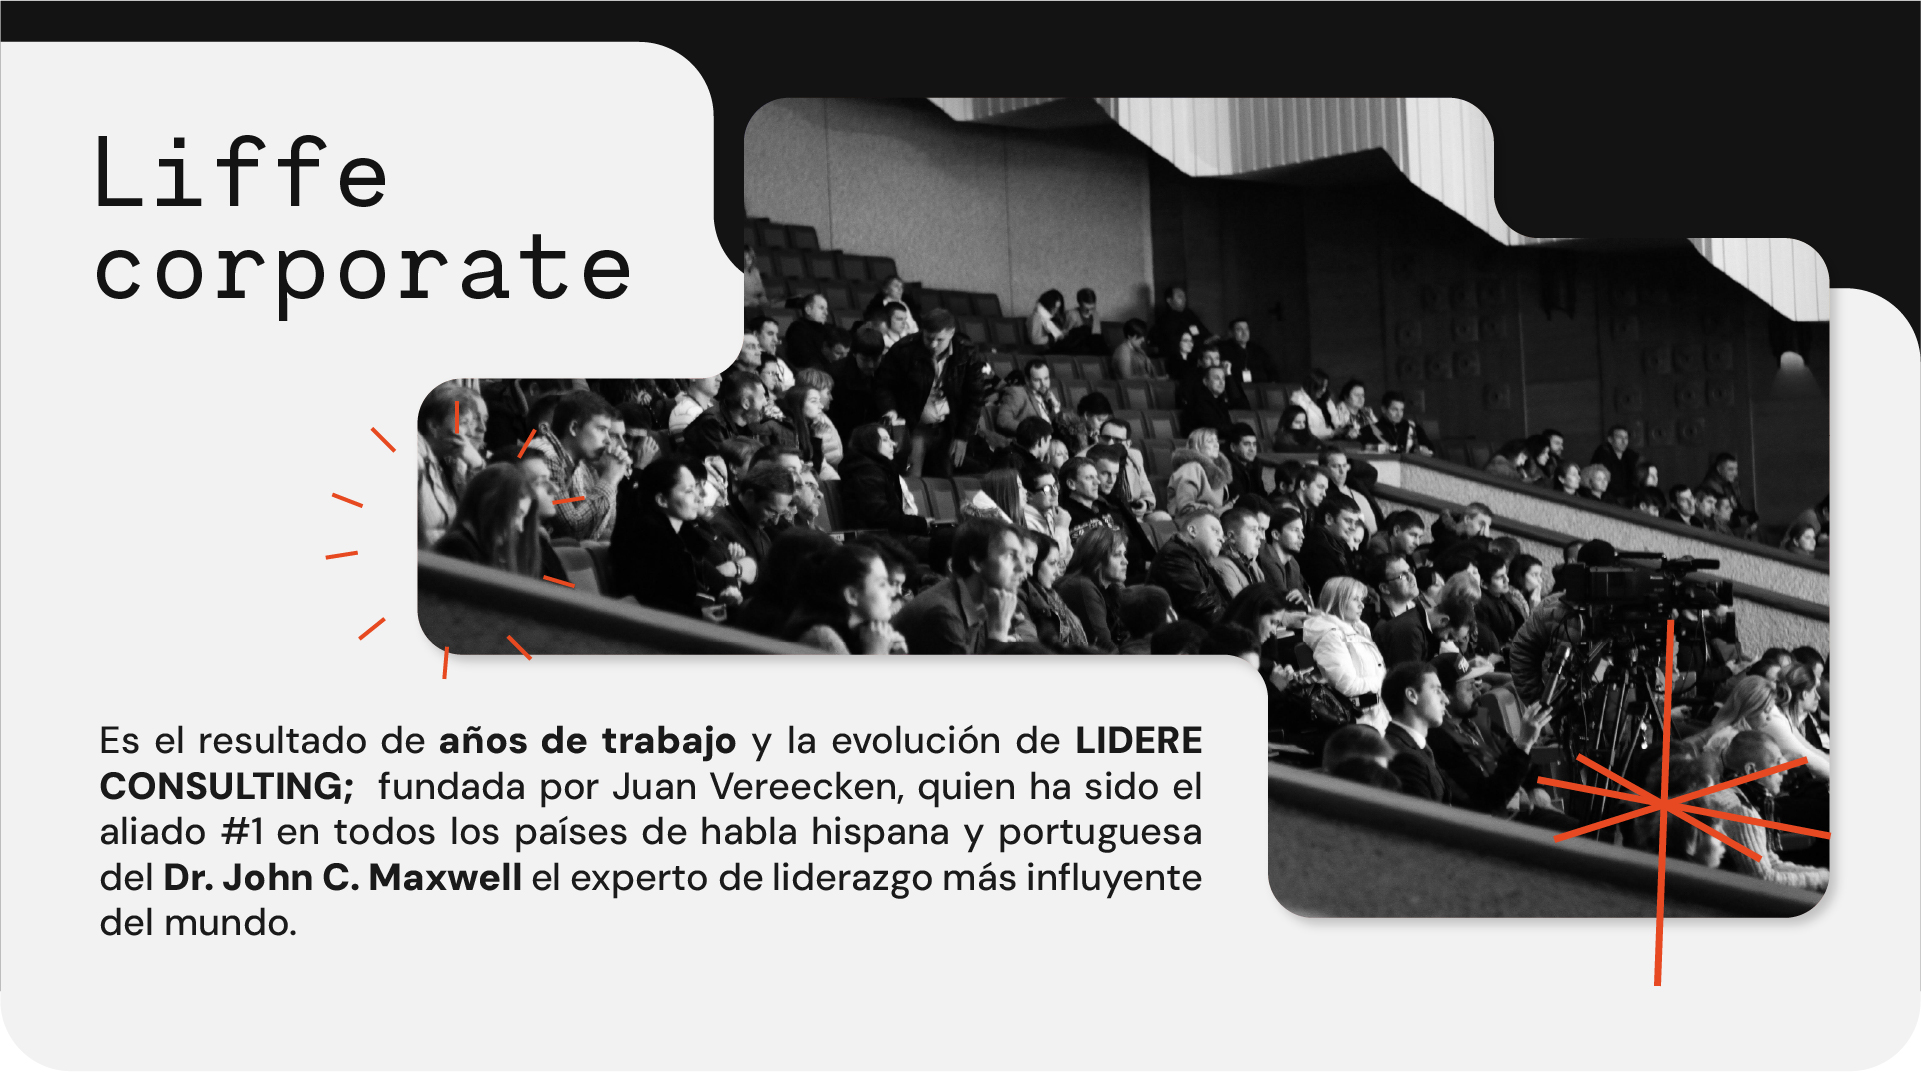 Liffe
corporate
Es el resultado de años de trabajo y la evolución de LIDERE
CONSULTING; fundada por Juan Vereecken, quien ha sido el
aliado #1 en todos los países de habla hispana y portuguesa
del Dr. John C. Maxwell el experto de liderazgo más influyente
del mundo.